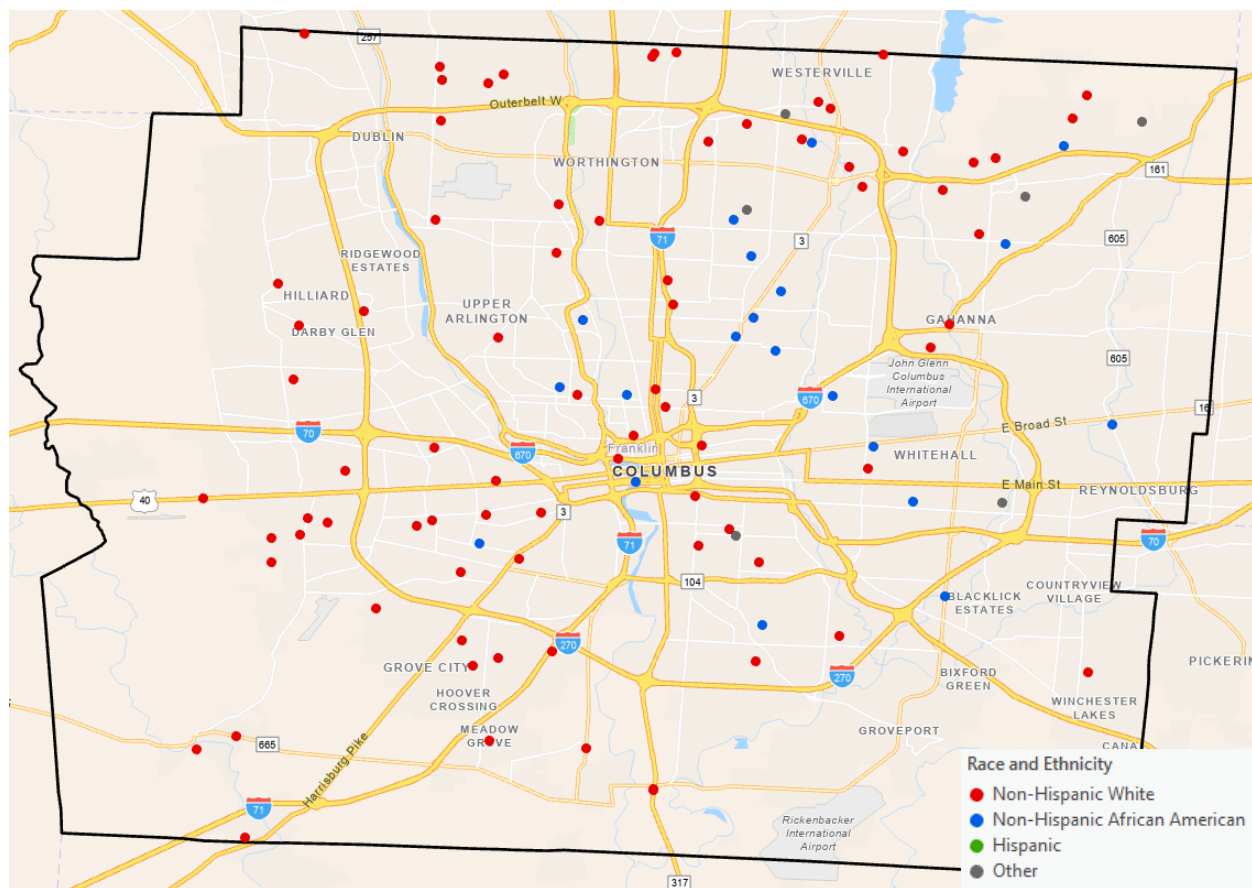 257
WESTERVILLE
Outerbelt W
DUBLIN
WORTHINGTON
161
71
3
605
RIDGEWOOD
ESTATES
HILLIARD
UPPER
ARLINGTON
DARBY GLEN
GAHANNA
605
John Glenn
Columbus
International
Airport
3
670
16
70
E Broad St
Franklin
670
WHITEHALL
COLUMBUS
40
E Main St
REYNOLDSBURG
3
71
70
104
COUNTRYVIEW
VILLAGE
BLACKLICK
ESTATES
270
GROVE CITY
270
BIXFORD
GREEN
PICKERIN
HOOVER
CROSSING
WINCHESTER
LAKES
MEADOW
GROVE
GROVEPORT
665
CANA
Harrisburg Pike
71
Rickenbacker
International
Airport
317
Race and Ethnicity
Non-Hispanic White
Non-Hispanic African American
Hispanic
Other